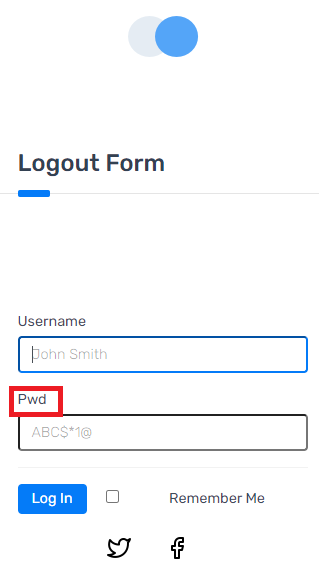 Logout Form
Username
John Smith
Pwd
ABC$*1@
Log In Remember Me